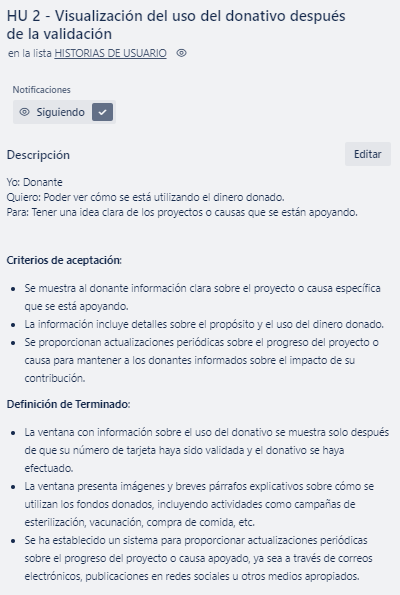 HU 2 - Visualización del uso del donativo después
de la validación
en la lista HISTORIAS DE USUARIO
Notificaciones
Siguiendo
Descripción
Editar
Yo: Donante
Quiero: Poder ver cómo se está utilizando el dinero donado.
Para: Tener una idea clara de los proyectos o causas que se están apoyando.
Criterios de aceptación:
• Se muestra al donante información clara sobre el proyecto o causa específica
que se está apoyando.
• La información incluye detalles sobre el propósito y el uso del dinero donado.
• Se proporcionan actualizaciones periódicas sobre el progreso del proyecto o
causa para mantener a los donantes informados sobre el impacto de su
contribución.
Definición de Terminado:
• La ventana con información sobre el uso del donativo se muestra solo después
de que su número de tarjeta haya sido validada y el donativo se haya
efectuado.
• La ventana presenta imágenes y breves párrafos explicativos sobre cómo se
utilizan los fondos donados, incluyendo actividades como campañas de
esterilización, vacunación, compra de comida, etc.
• Se ha establecido un sistema para proporcionar actualizaciones periódicas
sobre el progreso del proyecto o causa apoyado, ya sea a través de correos
electrónicos, publicaciones en redes sociales u otros medios apropiados.